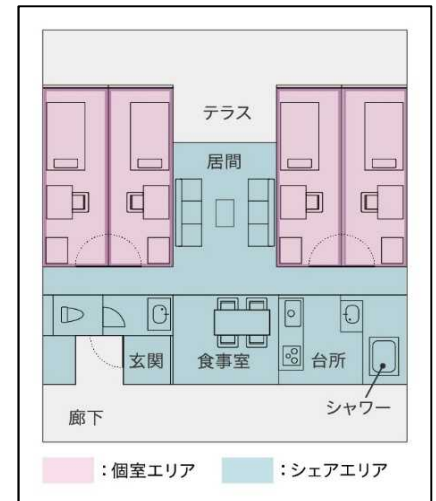 テラス
居間
玄関
食事室
台所
シャワー
廊下
：個室エリア
：シェアエリア